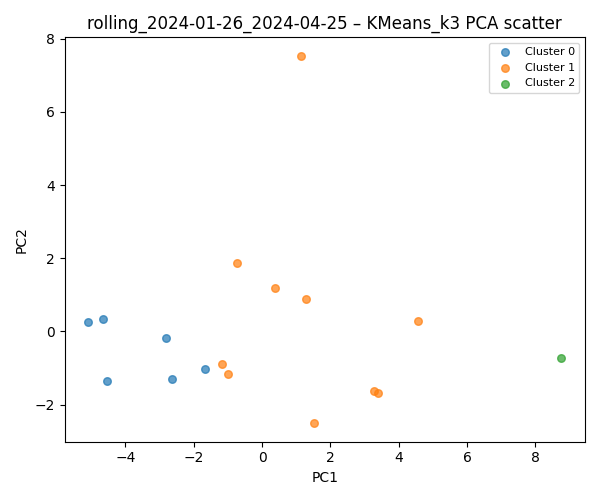 rolling_2024-01-26_2024-04-25 – KMeans_k3 PCA scatter
Cluster 0
Cluster 1
Cluster 2
8
6
4
2
0
−2
PC2
−4
−2
0
2
4
6
8
PC1